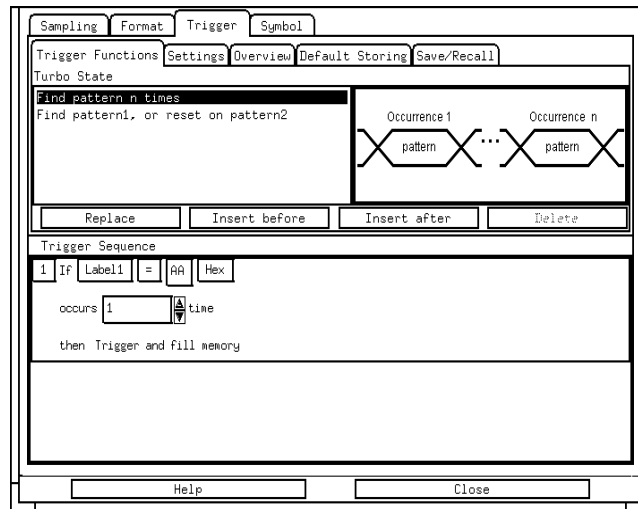 Sampling Format Trigger Symbol
Trigger Functions Settings Overview Default Storing Save/Recall
Turbo State
Find pattern n times
Find pattern1, or reset on pattern2
Occurrence 1 Occurrence n
pattern ... pattern
Replace Insert before Insert after Delete
Trigger Sequence
1 If Label1 = AA Hex
occurs 1 time
then Trigger and fill memory
Help Close